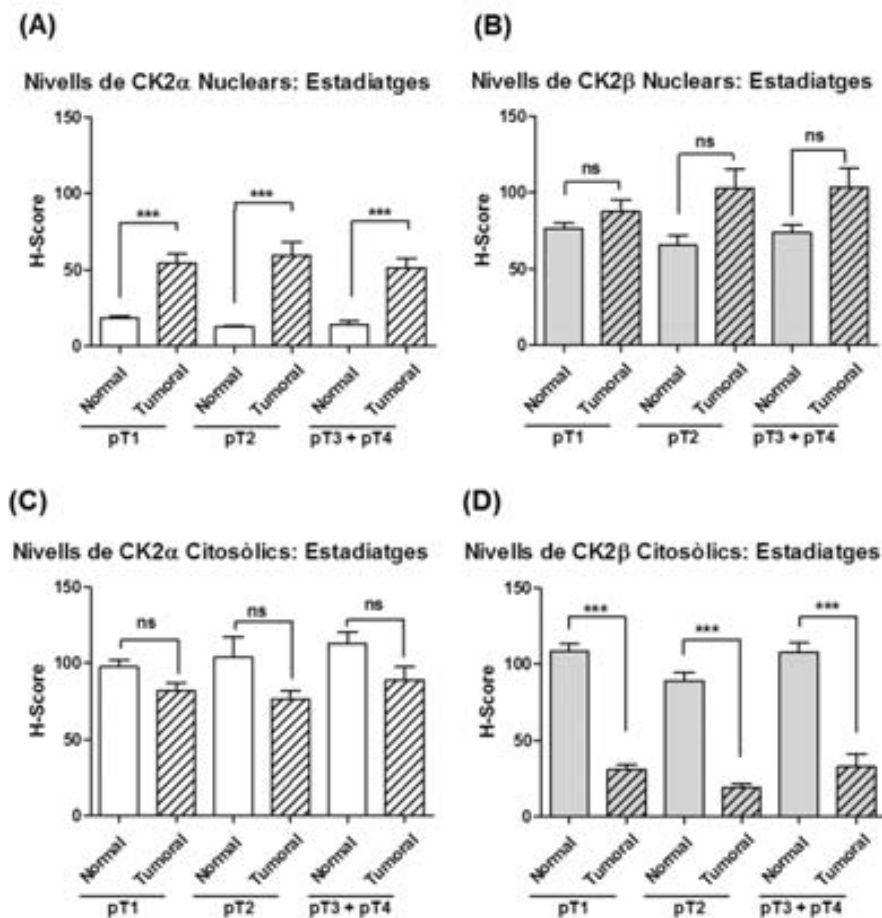 (A)
Nivells de CK2α Nuclears: Estadiatges
H-Score
150
100
50
0
***
***
***
Normal
Tumoral
Normal
Tumoral
Normal
Tumoral
pT1
pT2
pT3 + pT4
(B)
Nivells de CK2β Nuclears: Estadiatges
H-Score
150
100
50
0
ns
ns
ns
Normal
Tumoral
Normal
Tumoral
Normal
Tumoral
pT1
pT2
pT3 + pT4
(C)
Nivells de CK2α Citosòlics: Estadiatges
H-Score
150
100
50
0
ns
ns
ns
Normal
Tumoral
Normal
Tumoral
Normal
Tumoral
pT1
pT2
pT3 + pT4
(D)
Nivells de CK2β Citosòlics: Estadiatges
H-Score
150
100
50
0
***
***
***
Normal
Tumoral
Normal
Tumoral
Normal
Tumoral
pT1
pT2
pT3 + pT4